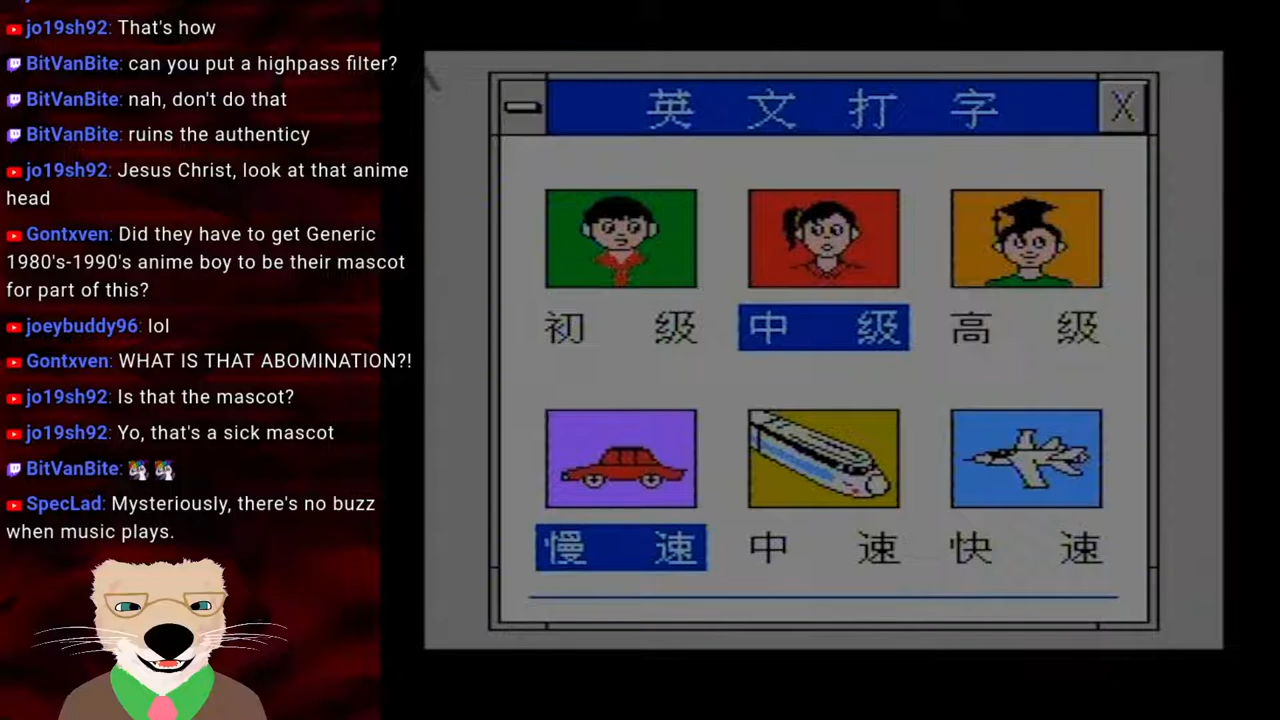 jo19sh92: That's how
BitVanBite: can you put a highpass filter?
BitVanBite: nah, don't do that
BitVanBite: ruins the authenticy
jo19sh92: Jesus Christ, look at that anime
head
Gontxven: Did they have to get Generic
1980's-1990's anime boy to be their mascot
for part of this?
joeybuddy96: lol
Gontxven: WHAT IS THAT ABOMINATION?!
jo19sh92: Is that the mascot?
jo19sh92: Yo, that's a sick mascot
BitVanBite:
SpecLad: Mysteriously, there's no buzz
when music plays.
英文打字 X
初级 中级 高级
慢速 中速 快速